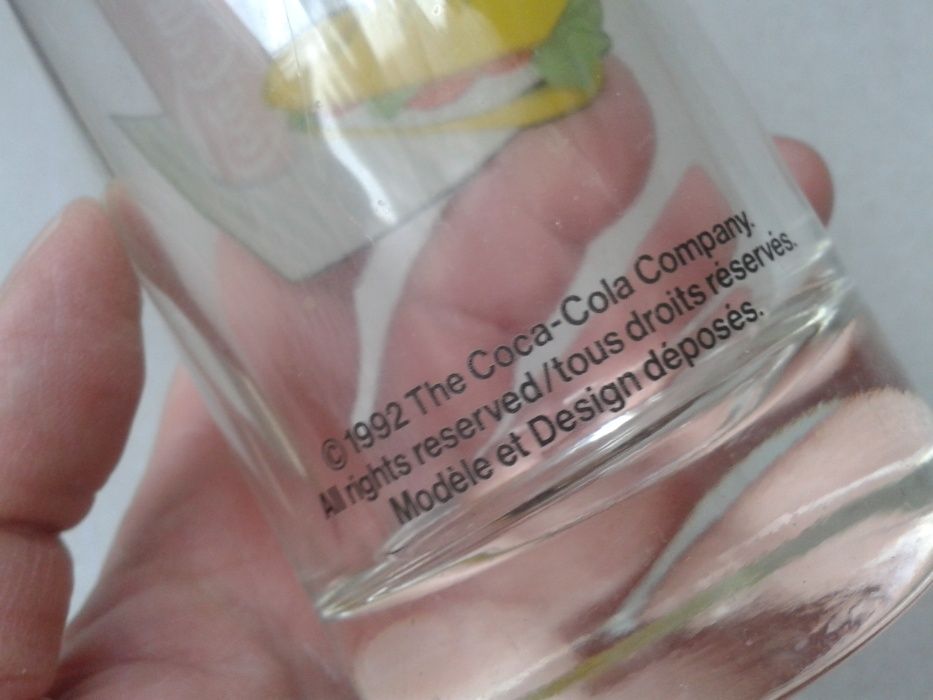 ©1992 The Coca-Cola Company.
All rights reserved/tous droits réservés.
Modèle et Design déposés.